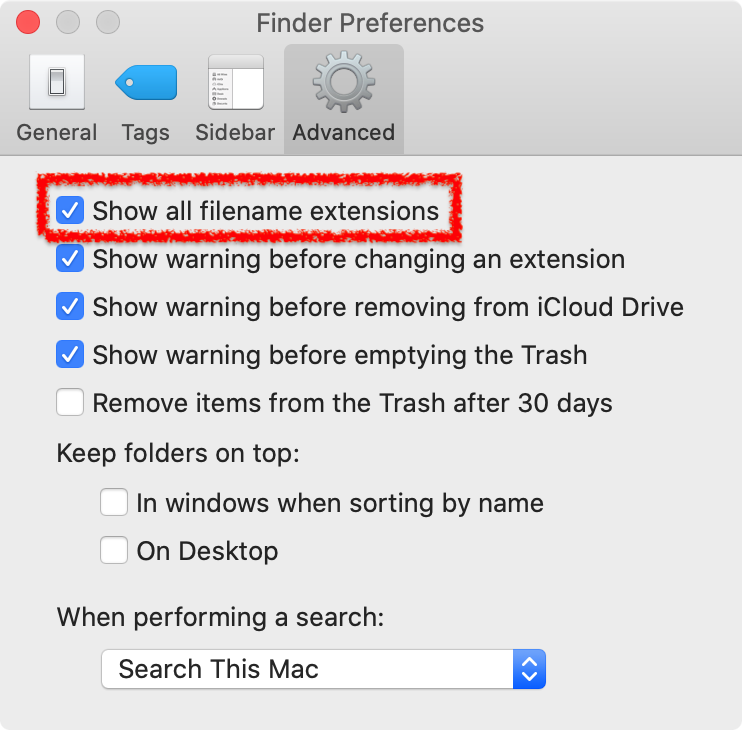 Finder Preferences
General Tags Sidebar Advanced
Show all filename extensions
Show warning before changing an extension
Show warning before removing from iCloud Drive
Show warning before emptying the Trash
Remove items from the Trash after 30 days
Keep folders on top:
In windows when sorting by name
On Desktop
When performing a search:
Search This Mac